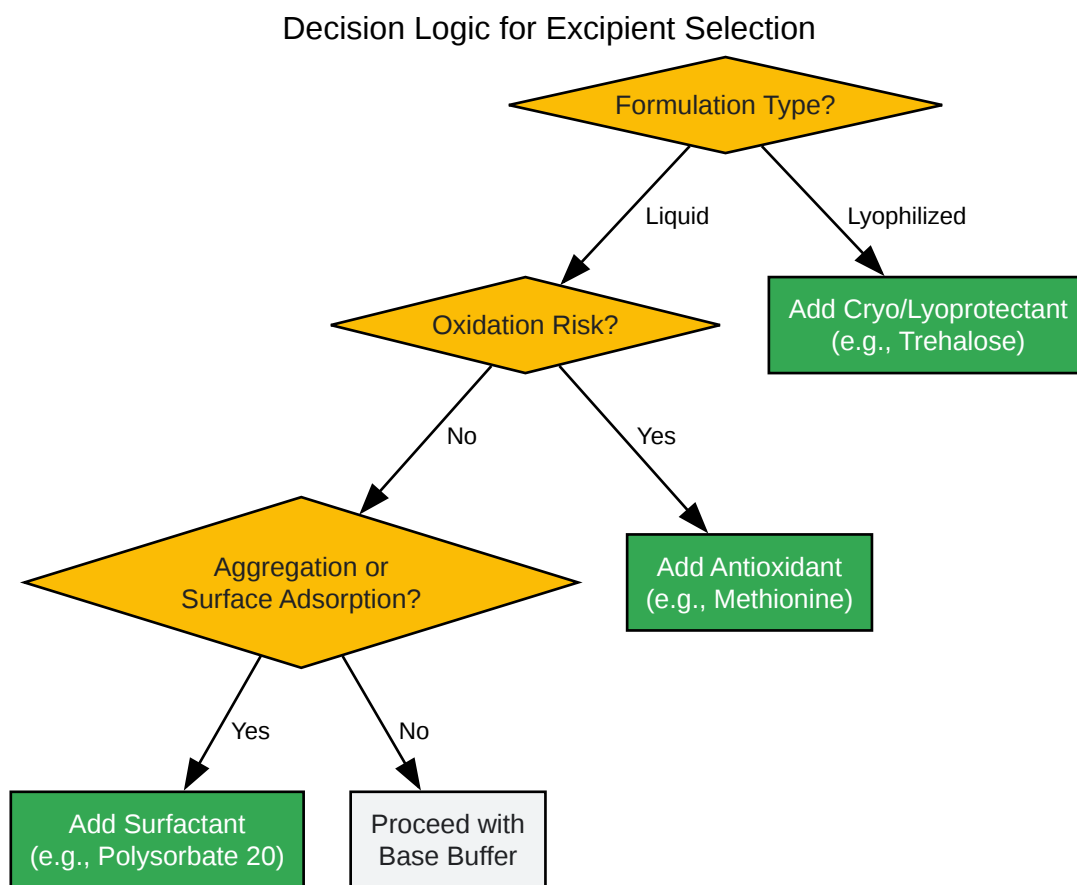 Decision Logic for Excipient Selection
Formulation Type?
Liquid
Lyophilized
Oxidation Risk?
Add Cryo/Lyoprotectant
(e.g., Trehalose)
No
Yes
Aggregation or
Surface Adsorption?
Add Antioxidant
(e.g., Methionine)
Yes
No
Add Surfactant
(e.g., Polysorbate 20)
Proceed with
Base Buffer